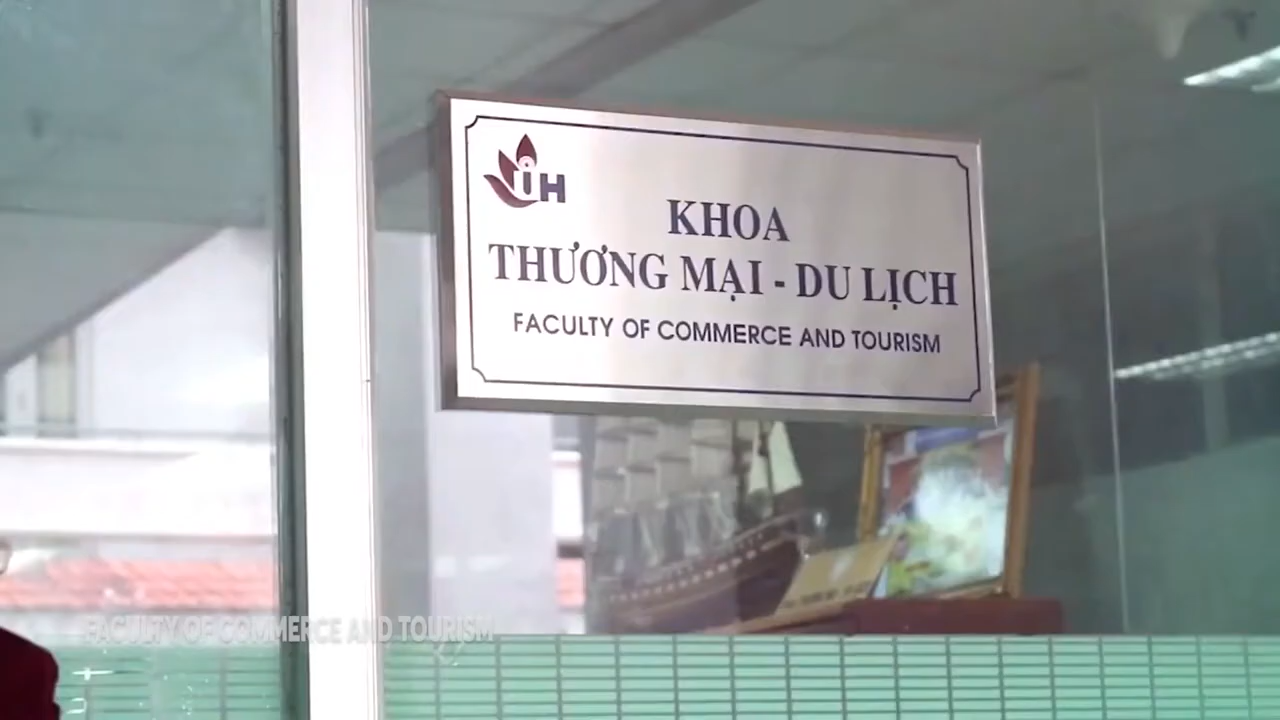 IUH
KHOA
THƯƠNG MẠI - DU LỊCH
FACULTY OF COMMERCE AND TOURISM
FACULTY OF COMMERCE AND TOURISM